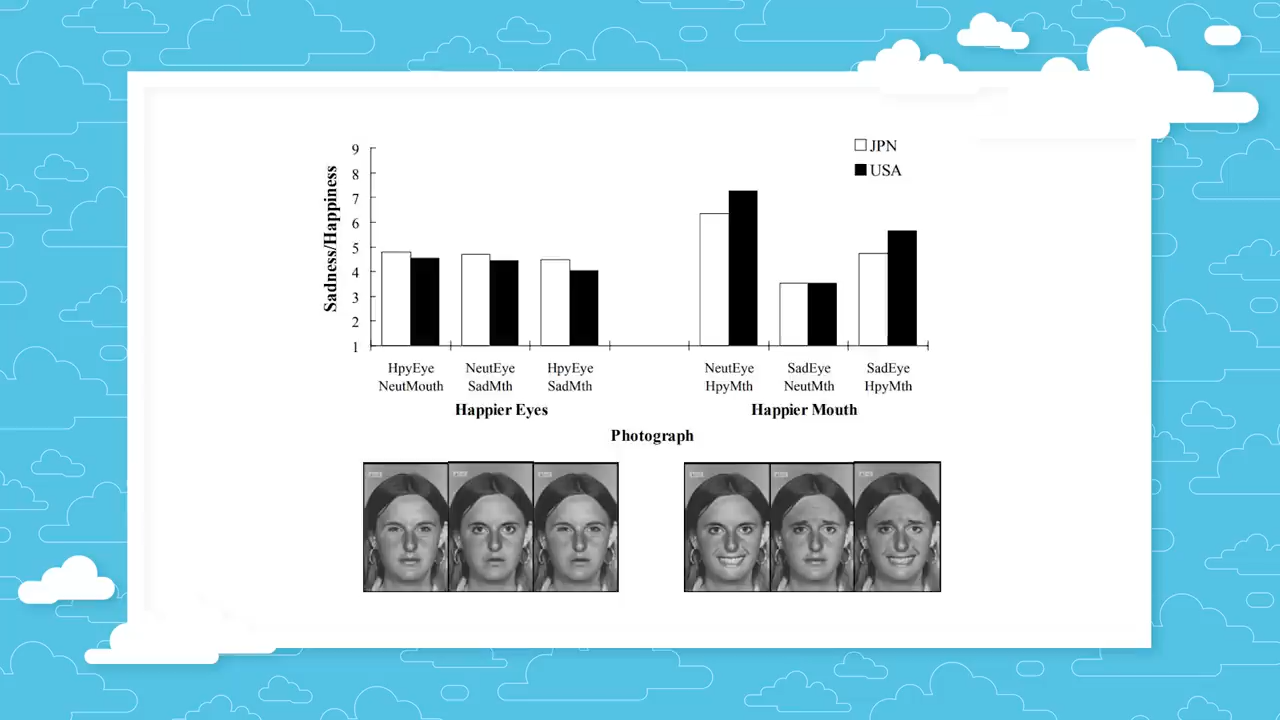 JPN
USA
Sadness/Happiness
9
8
7
6
5
4
3
2
1
HpyEye NeutEye HpyEye NeutEye SadEye SadEye
NeutMouth SadMth SadMth HpyMth NeutMth HpyMth
Happier Eyes Happier Mouth
Photograph